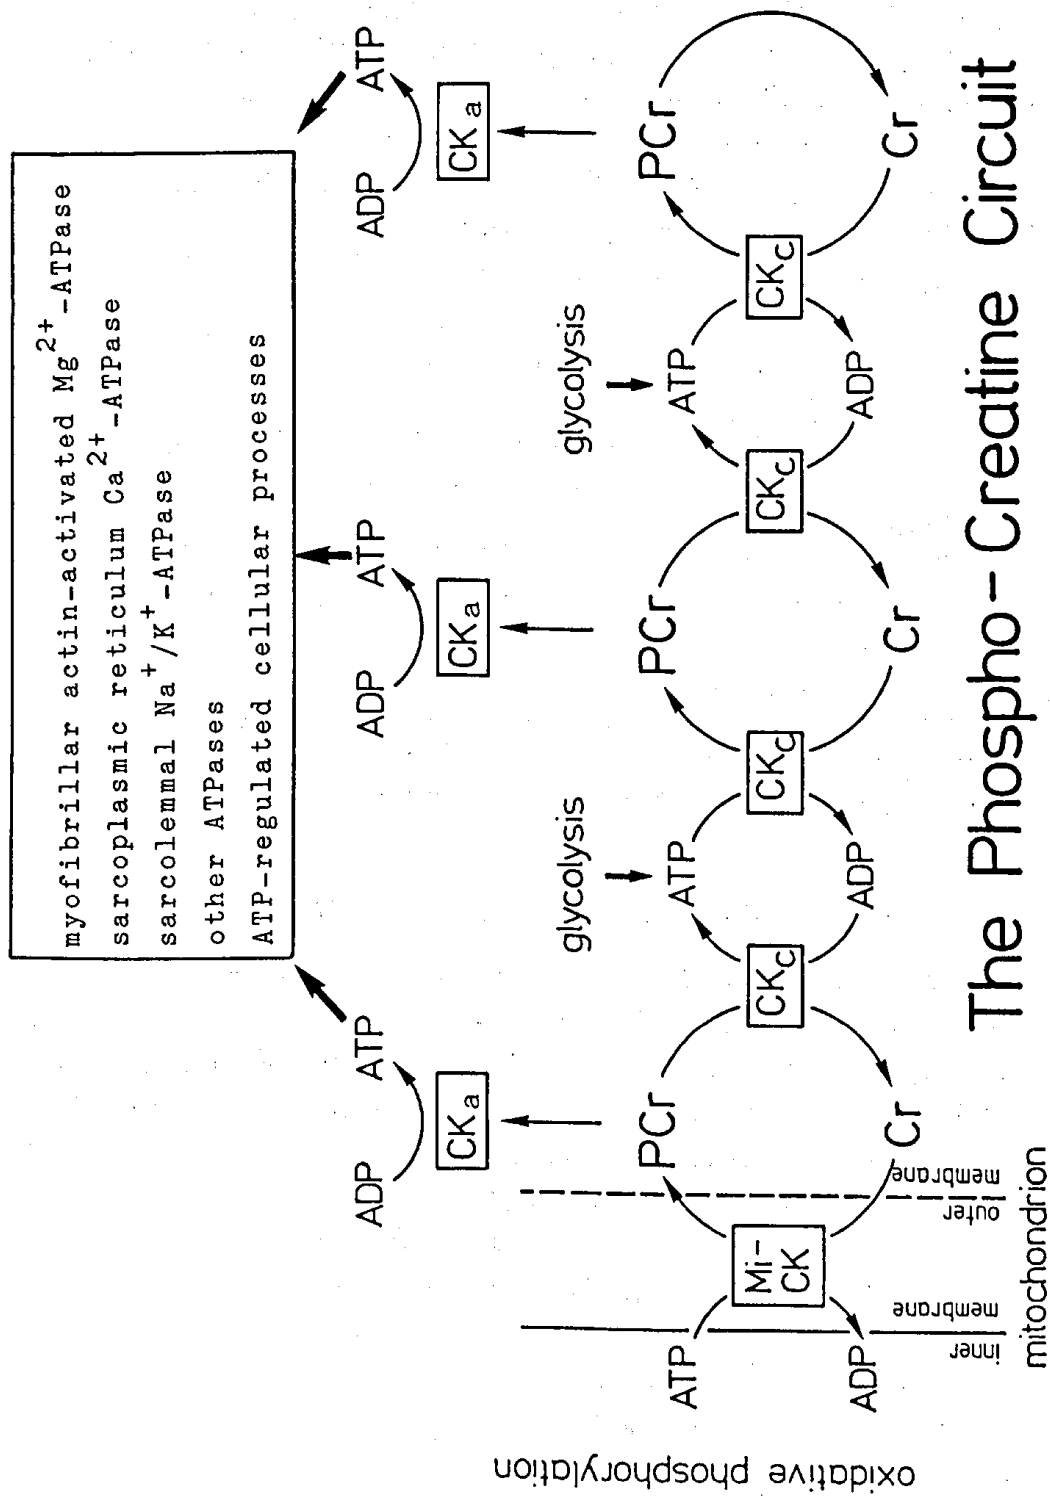 myofibrillar actin-activated Mg²⁺-ATPase
sarcoplasmic reticulum Ca²⁺-ATPase
sarcolemmal Na⁺/K⁺-ATPase
other ATPases
ATP-regulated cellular processes
ADP
ATP
CKa
ADP
ATP
CKa
ADP
ATP
CKa
glycolysis
glycolysis
oxidative phosphorylation
ATP
ADP
Mi-
CK
PCr
Cr
CKc
ATP
ADP
CKc
PCr
Cr
CKc
ATP
ADP
CKc
PCr
Cr
inner
membrane
outer
membrane
mitochondrion
The Phospho-Creatine Circuit